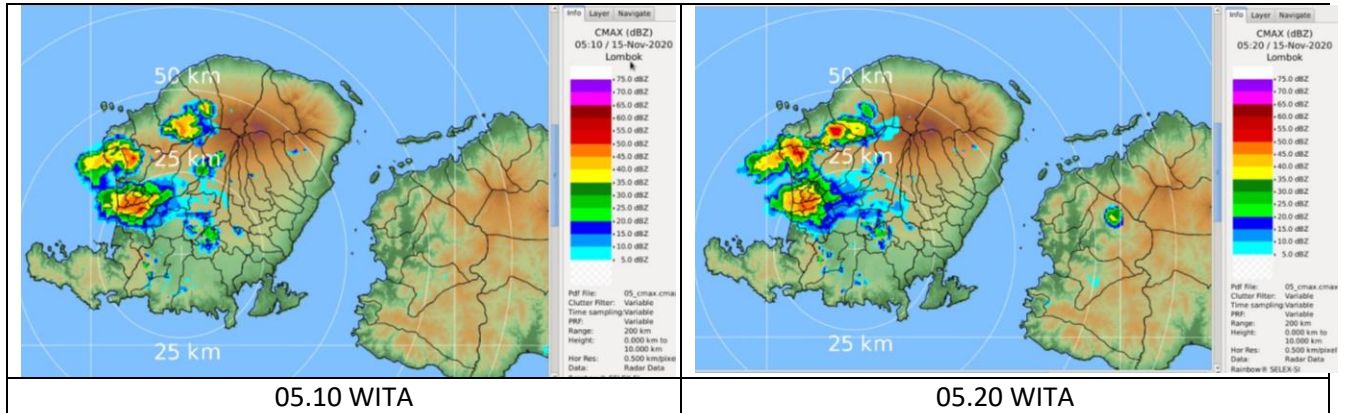 Info Layer Navigate
CMAX (dBZ)
05:10 / 15-Nov-2020
Lombok
75.0 dBZ
70.0 dBZ
65.0 dBZ
60.0 dBZ
55.0 dBZ
50.0 dBZ
45.0 dBZ
40.0 dBZ
35.0 dBZ
30.0 dBZ
25.0 dBZ
20.0 dBZ
15.0 dBZ
10.0 dBZ
5.0 dBZ
Pdf File: 05_cmax.cma
Clutter Filter: Variable
Time sampling: Variable
PRF: Variable
Range: 200 km
Height: 0.000 km to
10.000 km
Hor Res: 0.500 km/pixe
Data: Radar Data
50 km
25 km
25 km
05.10 WITA
Info Layer Navigate
CMAX (dBZ)
05:20 / 15-Nov-2020
Lombok
75.0 dBZ
70.0 dBZ
65.0 dBZ
60.0 dBZ
55.0 dBZ
50.0 dBZ
45.0 dBZ
40.0 dBZ
35.0 dBZ
30.0 dBZ
25.0 dBZ
20.0 dBZ
15.0 dBZ
10.0 dBZ
5.0 dBZ
Pdf File: 05_cmax.cma
Clutter Filter: Variable
Time sampling: Variable
PRF: Variable
Range: 200 km
Height: 0.000 km to
10.000 km
Hor Res: 0.500 km/pixel
Data: Radar Data
Rainbow® SELEX-SI
50 km
25 km
25 km
05.20 WITA